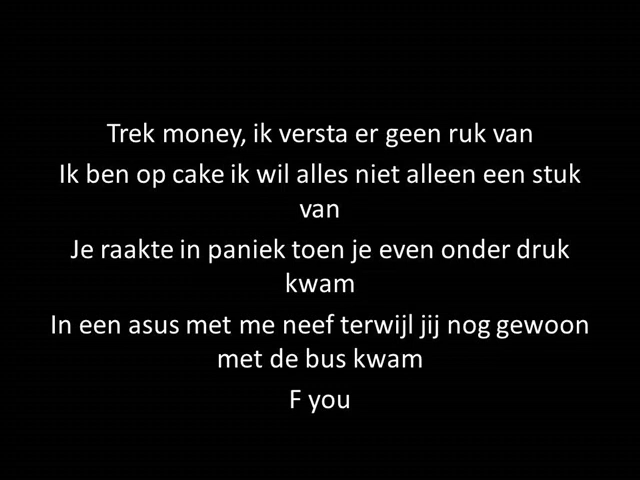 Trek money, ik versta er geen ruk van
Ik ben op cake ik wil alles niet alleen een stuk
van
Je raakte in paniek toen je even onder druk
kwam
In een asus met me neef terwijl jij nog gewoon
met de bus kwam
F you